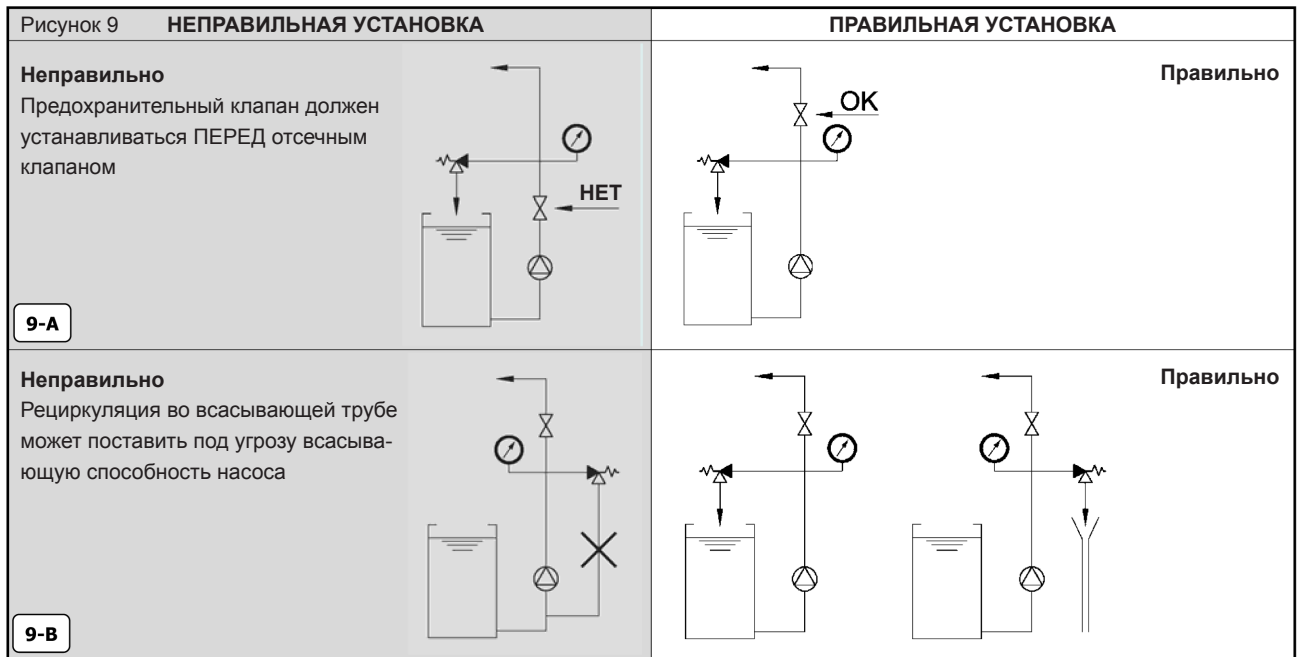 Рисунок 9 НЕПРАВИЛЬНАЯ УСТАНОВКА
ПРАВИЛЬНАЯ УСТАНОВКА
Неправильно
Предохранительный клапан должен
устанавливаться ПЕРЕД отсечным
клапаном
НЕТ
9-A
OK
Правильно
Неправильно
Рециркуляция во всасывающей трубе
может поставить под угрозу всасыва-
ющую способность насоса
9-B
Правильно